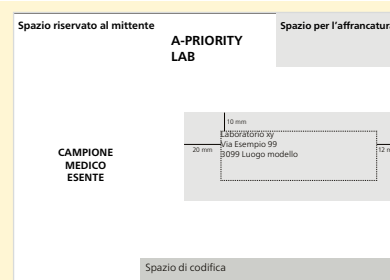 Spazio riservato al mittente
Spazio per l'affrancatura
A-PRIORITY
LAB
10 mm
Laboratorio xy
Via Esempio 99
3099 Luogo modello
20 mm
12 m
CAMPIONE
MEDICO
ESENTE
Spazio di codifica